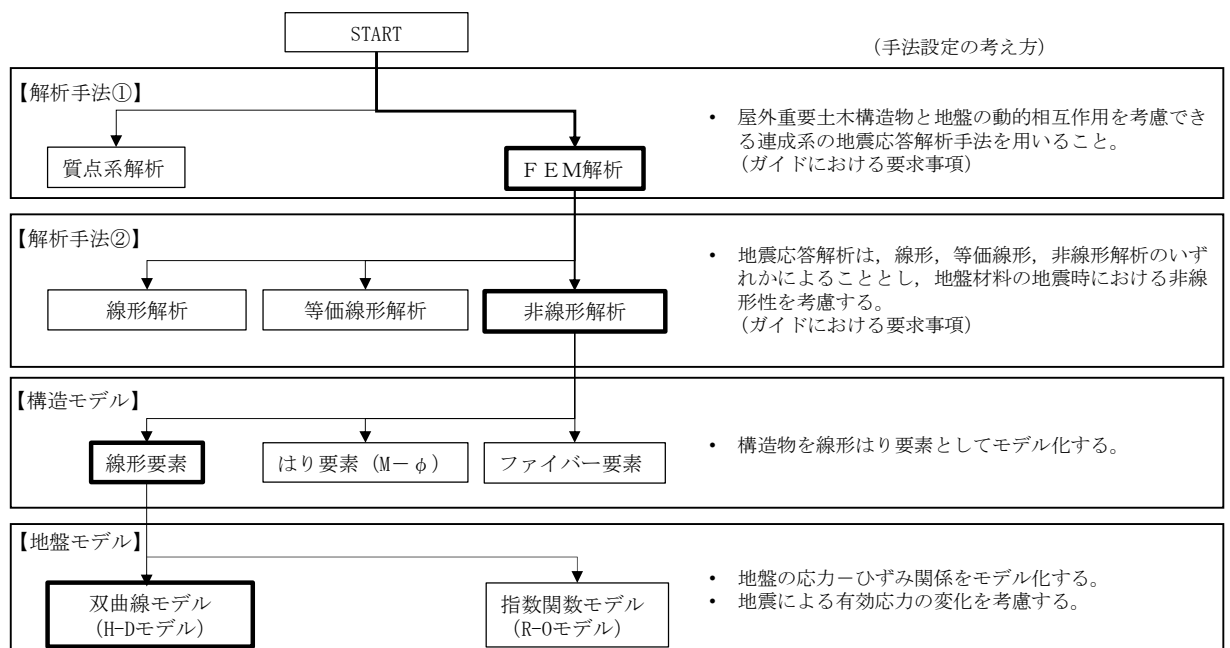 START
(手法設定の考え方)
【解析手法①】
質点系解析
ＦＥＭ解析
• 屋外重要土木構造物と地盤の動的相互作用を考慮でき
る連成系の地震応答解析手法を用いること。
(ガイドにおける要求事項)
【解析手法②】
線形解析
等価線形解析
非線形解析
• 地震応答解析は，線形，等価線形，非線形解析のいず
れかによることとし，地盤材料の地震時における非線
形性を考慮する。
(ガイドにおける要求事項)
【構造モデル】
線形要素
はり要素（M－φ）
ファイバー要素
• 構造物を線形はり要素としてモデル化する。
【地盤モデル】
双曲線モデル
(H-Dモデル)
指数関数モデル
(R-Oモデル)
• 地盤の応力－ひずみ関係をモデル化する。
• 地震による有効応力の変化を考慮する。